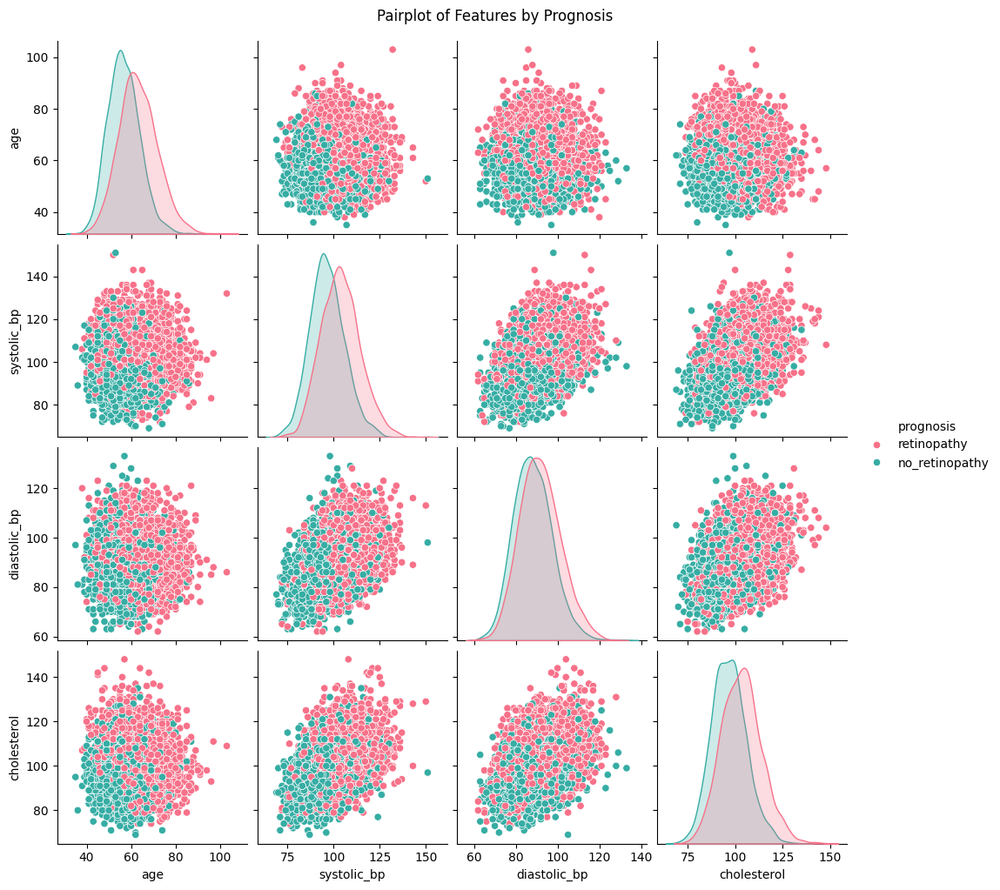 Pairplot of Features by Prognosis
100
80
60
40
age
140
120
100
80
systolic_bp
prognosis
retinopathy
no_retinopathy
120
100
80
60
diastolic_bp
140
120
100
80
cholesterol
40 60 80 100 75 100 125 150 60 80 100 120 140 75 100 125 150
age systolic_bp diastolic_bp cholesterol